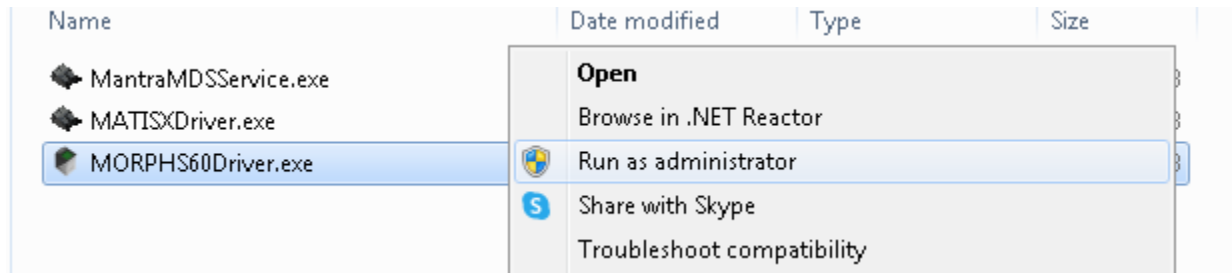 Name Date modified Type Size
MantraMDSService.exe
MATISXDriver.exe
MORPHS60Driver.exe
Open
Browse in .NET Reactor
Run as administrator
Share with Skype
Troubleshoot compatibility